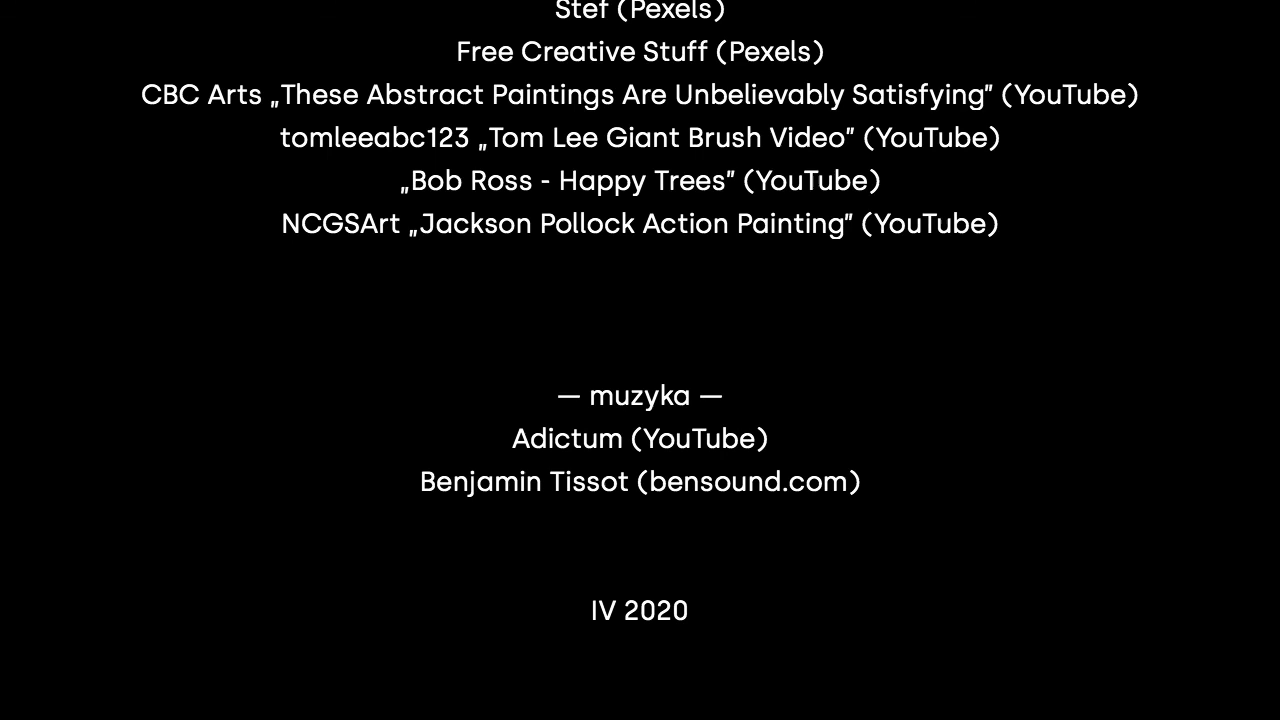 Stef (Pexels)
Free Creative Stuff (Pexels)
CBC Arts „These Abstract Paintings Are Unbelievably Satisfying” (YouTube)
tomleeabc123 „Tom Lee Giant Brush Video” (YouTube)
„Bob Ross - Happy Trees” (YouTube)
NCGSArt „Jackson Pollock Action Painting” (YouTube)
— muzyka —
Adictum (YouTube)
Benjamin Tissot (bensound.com)
IV 2020